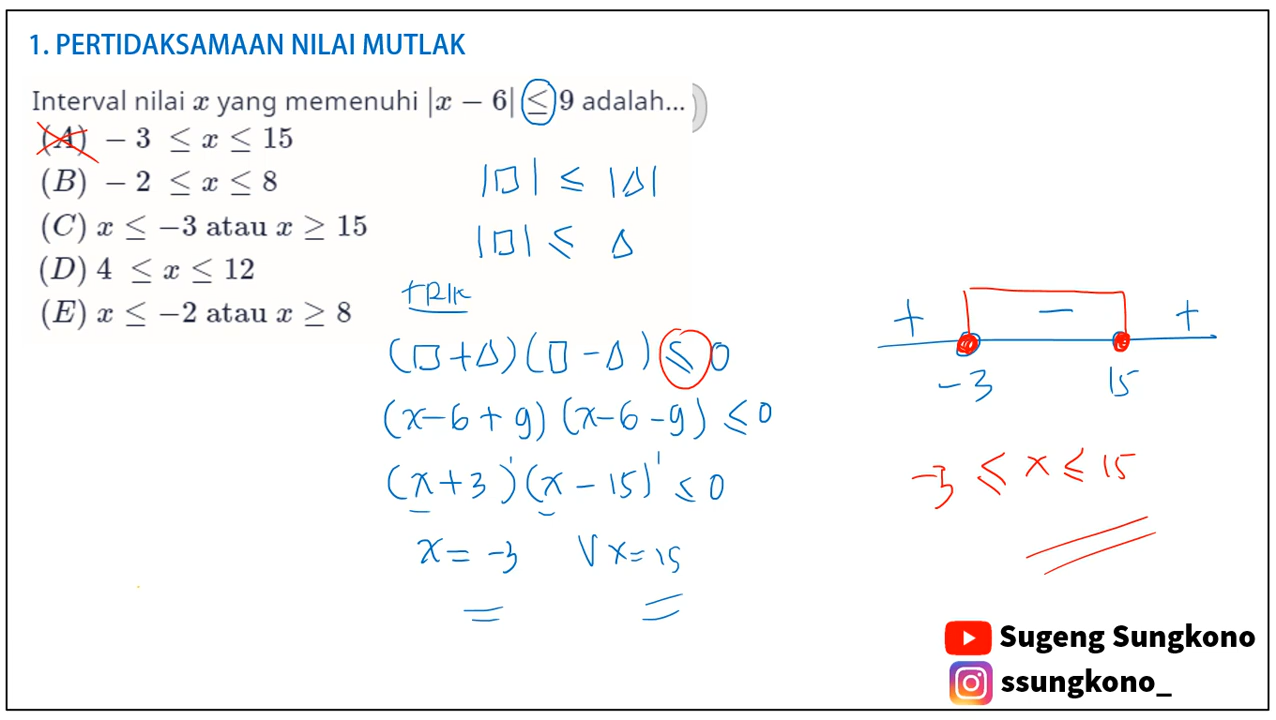 1. PERTIDAKSAMAAN NILAI MUTLAK
Interval nilai x yang memenuhi |x − 6| ≤ 9 adalah...
(A) − 3 ≤ x ≤ 15
(B) − 2 ≤ x ≤ 8
(C) x ≤ −3 atau x ≥ 15
(D) 4 ≤ x ≤ 12
(E) x ≤ −2 atau x ≥ 8
|□| ≤ |Δ|
|□| ≤ Δ
TRIK
(□ + Δ)(□ − Δ) ≤ 0
(x − 6 + 9) (x − 6 − 9) ≤ 0
(x + 3)¹(x − 15)¹ ≤ 0
x = −3 V x = 15
+ − +
−3 15
−3 ≤ x ≤ 15
Sugeng Sungkono
ssungkono_